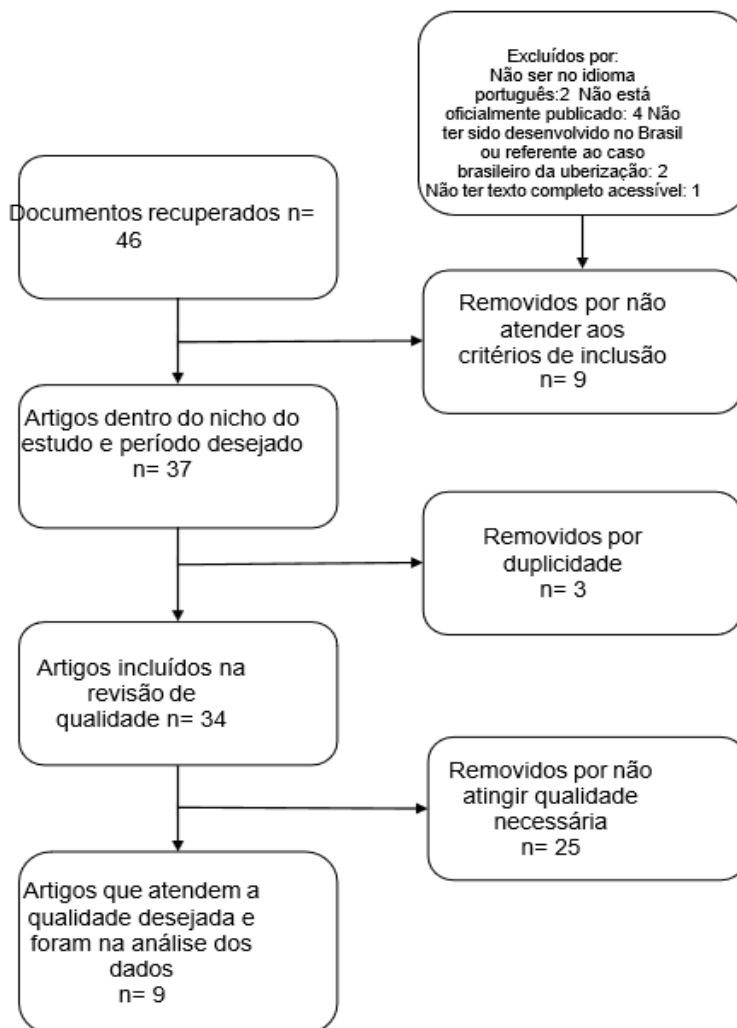 Excluídos por:
Não ser no idioma
português:2 Não está
oficialmente publicado: 4 Não
ter sido desenvolvido no Brasil
ou referente ao caso
brasileiro da uberização: 2
Não ter texto completo acessível: 1
Documentos recuperados n=
46
Removidos por não
atender aos
critérios de inclusão
n= 9
Artigos dentro do nicho do
estudo e período desejado
n= 37
Removidos por
duplicidade
n= 3
Artigos incluídos na
revisão de
qualidade n= 34
Removidos por não
atingir qualidade
necessária
n= 25
Artigos que atendem a
qualidade desejada e
foram na análise dos
dados
n= 9